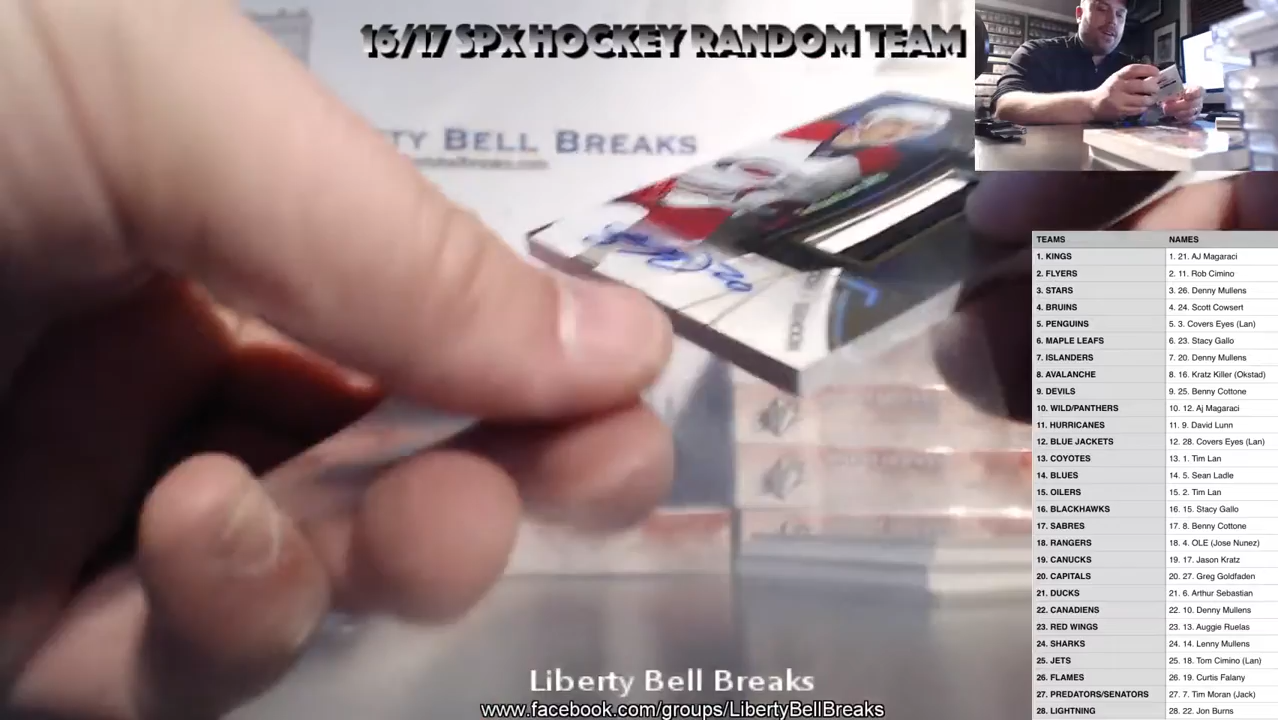 16/17 SPX HOCKEY RANDOM TEAM
TY BELL BREAKS
20
TEAMS NAMES
1. KINGS 1. 21. AJ Magaraci
2. FLYERS 2. 11. Rob Cimino
3. STARS 3. 26. Denny Mullens
4. BRUINS 4. 24. Scott Cowsert
5. PENGUINS 5. 3. Covers Eyes (Lan)
6. MAPLE LEAFS 6. 23. Stacy Gallo
7. ISLANDERS 7. 20. Denny Mullens
8. AVALANCHE 8. 16. Kratz Killer (Okstad)
9. DEVILS 9. 25. Benny Cottone
10. WILD/PANTHERS 10. 12. Aj Magaraci
11. HURRICANES 11. 9. David Lunn
12. BLUE JACKETS 12. 28. Covers Eyes (Lan)
13. COYOTES 13. 1. Tim Lan
14. BLUES 14. 5. Sean Ladle
15. OILERS 15. 2. Tim Lan
16. BLACKHAWKS 16. 15. Stacy Gallo
17. SABRES 17. 8. Benny Cottone
18. RANGERS 18. 4. OLE (Jose Nunez)
19. CANUCKS 19. 17. Jason Kratz
20. CAPITALS 20. 27. Greg Goldfaden
21. DUCKS 21. 6. Arthur Sebastian
22. CANADIENS 22. 10. Denny Mullens
23. RED WINGS 23. 13. Auggie Ruelas
24. SHARKS 24. 14. Lenny Mullens
25. JETS 25. 18. Tom Cimino (Lan)
26. FLAMES 26. 19. Curtis Falany
27. PREDATORS/SENATORS 27. 7. Tim Moran (Jack)
28. LIGHTNING 28. 22. Jon Burns
Liberty Bell Breaks
www.facebook.com/groups/LibertyBellBreaks